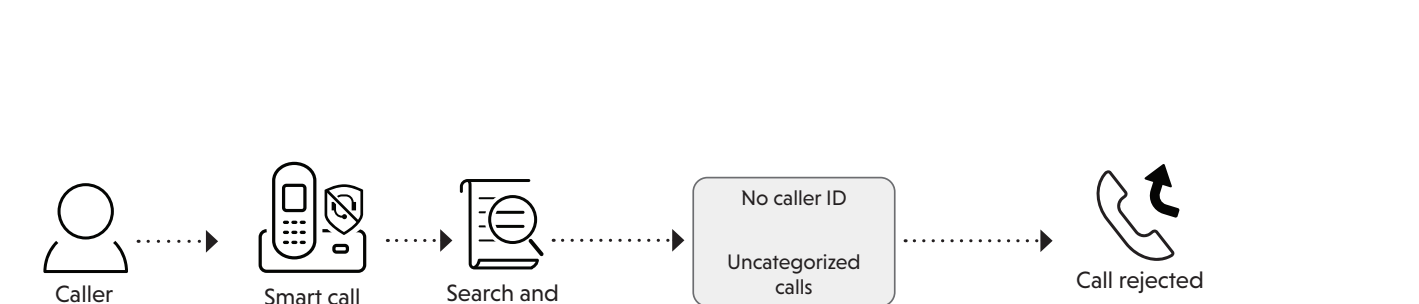 No caller ID
Uncategorized
calls
Caller
Smart call
Search and
Call rejected